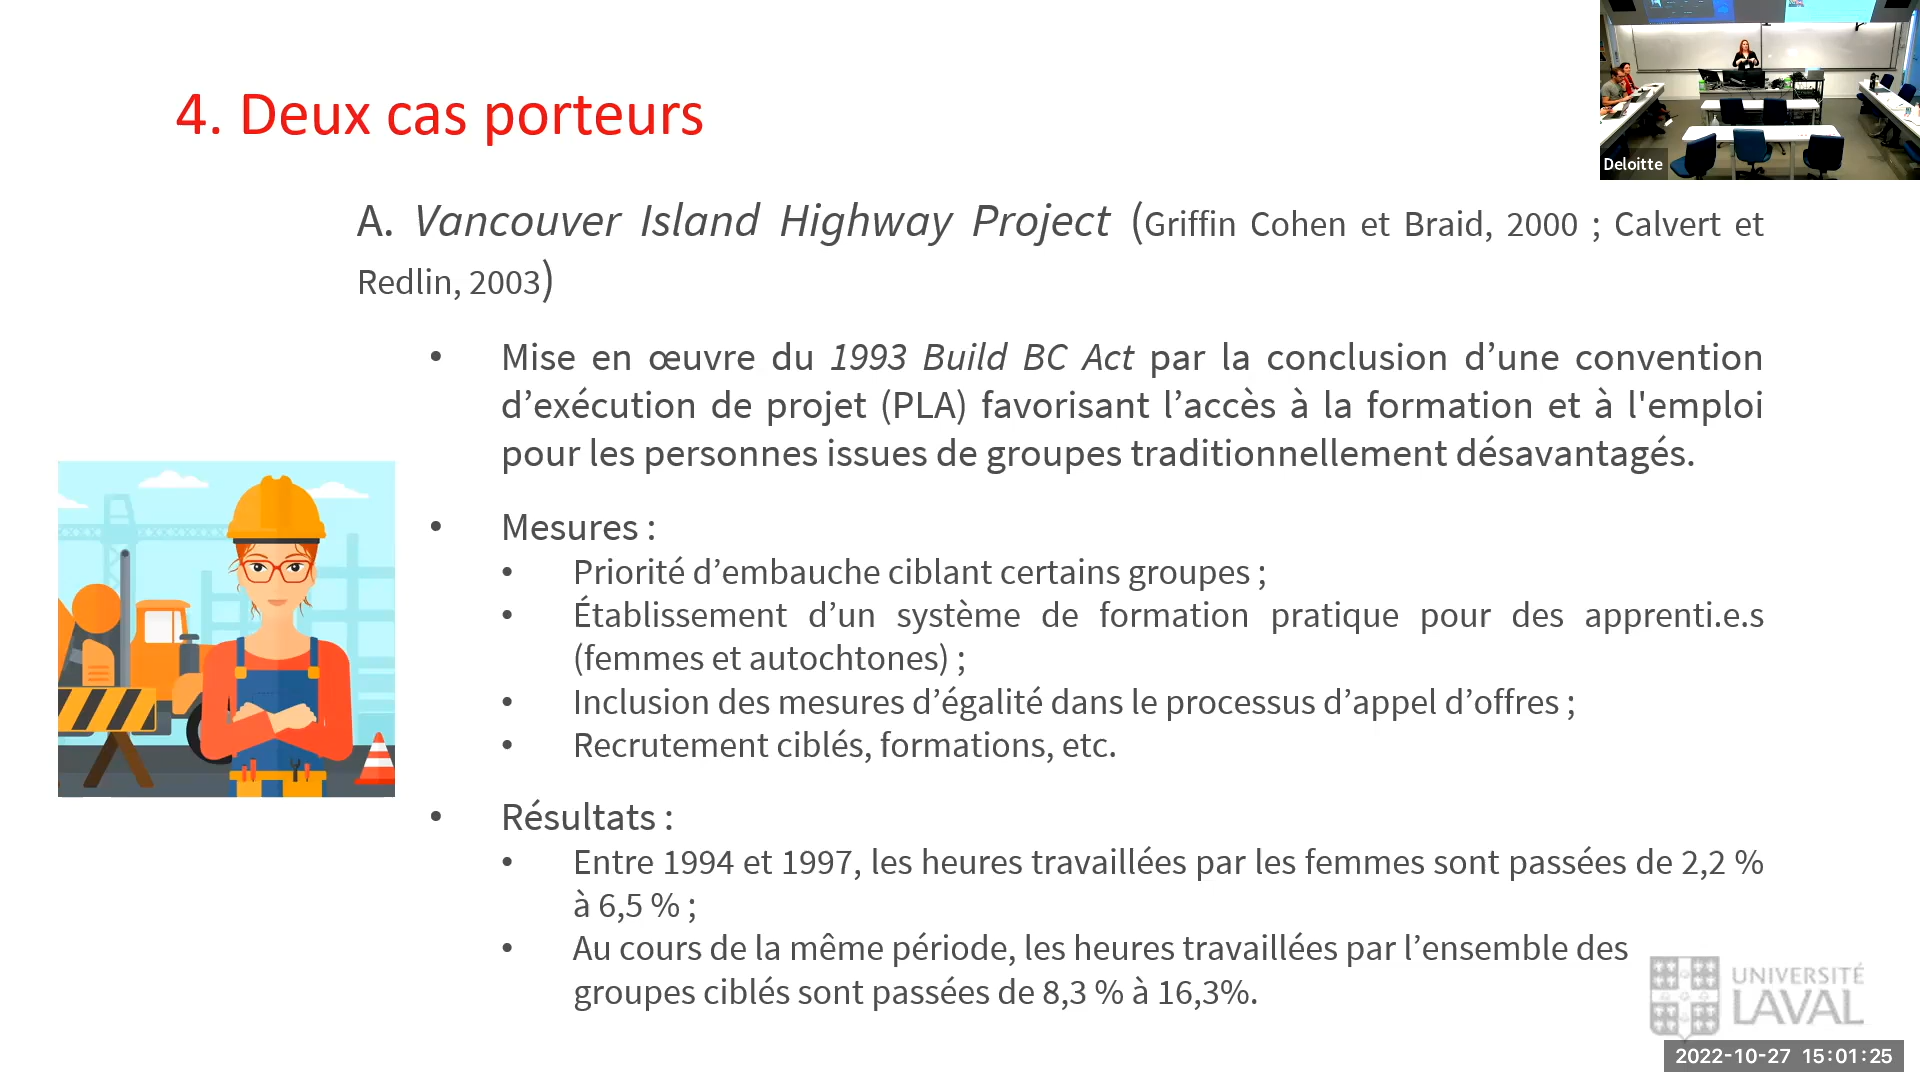 4. Deux cas porteurs
Deloitte
A. Vancouver Island Highway Project (Griffin Cohen et Braid, 2000 ; Calvert et
Redlin, 2003)
• Mise en œuvre du 1993 Build BC Act par la conclusion d’une convention
d’exécution de projet (PLA) favorisant l’accès à la formation et à l'emploi
pour les personnes issues de groupes traditionnellement désavantagés.
• Mesures :
• Priorité d’embauche ciblant certains groupes ;
• Établissement d’un système de formation pratique pour des apprenti.e.s
(femmes et autochtones) ;
• Inclusion des mesures d’égalité dans le processus d’appel d’offres ;
• Recrutement ciblés, formations, etc.
• Résultats :
• Entre 1994 et 1997, les heures travaillées par les femmes sont passées de 2,2 %
à 6,5 % ;
• Au cours de la même période, les heures travaillées par l’ensemble des
groupes ciblés sont passées de 8,3 % à 16,3%.
UNIVERSITÉ
LAVAL
2022-10-27 15:01:25